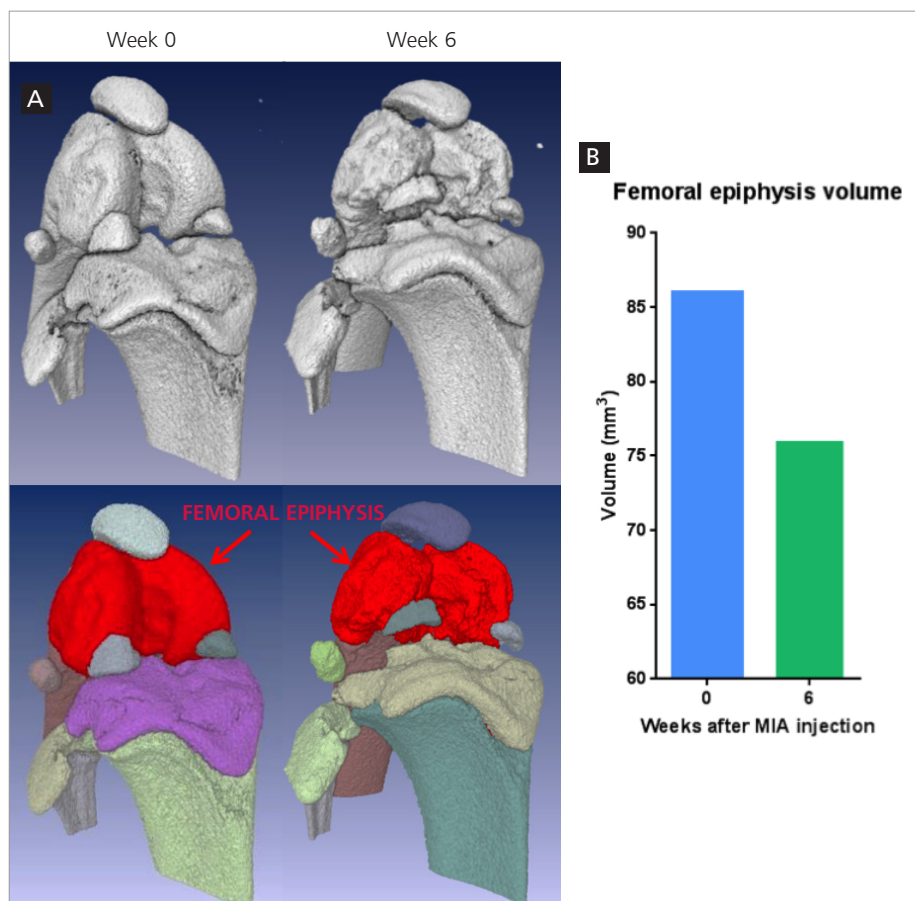 Week 0
Week 6
A
FEMORAL EPIPHYSIS
B
Femoral epiphysis volume
90
85
80
75
70
65
60
Volume (mm³)
0
6
Weeks after MIA injection